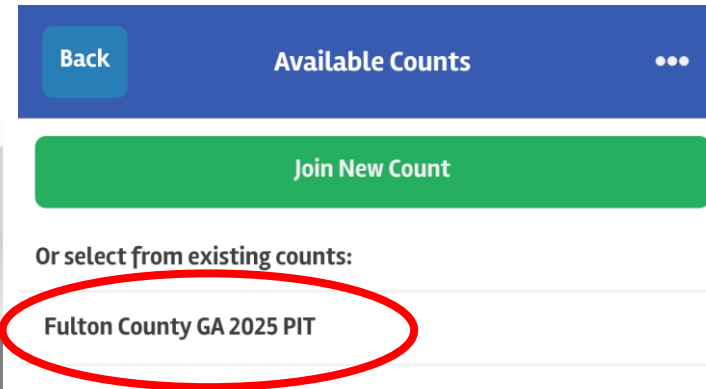 Back
Available Counts
Join New Count
Or select from existing counts:
Fulton County GA 2025 PIT